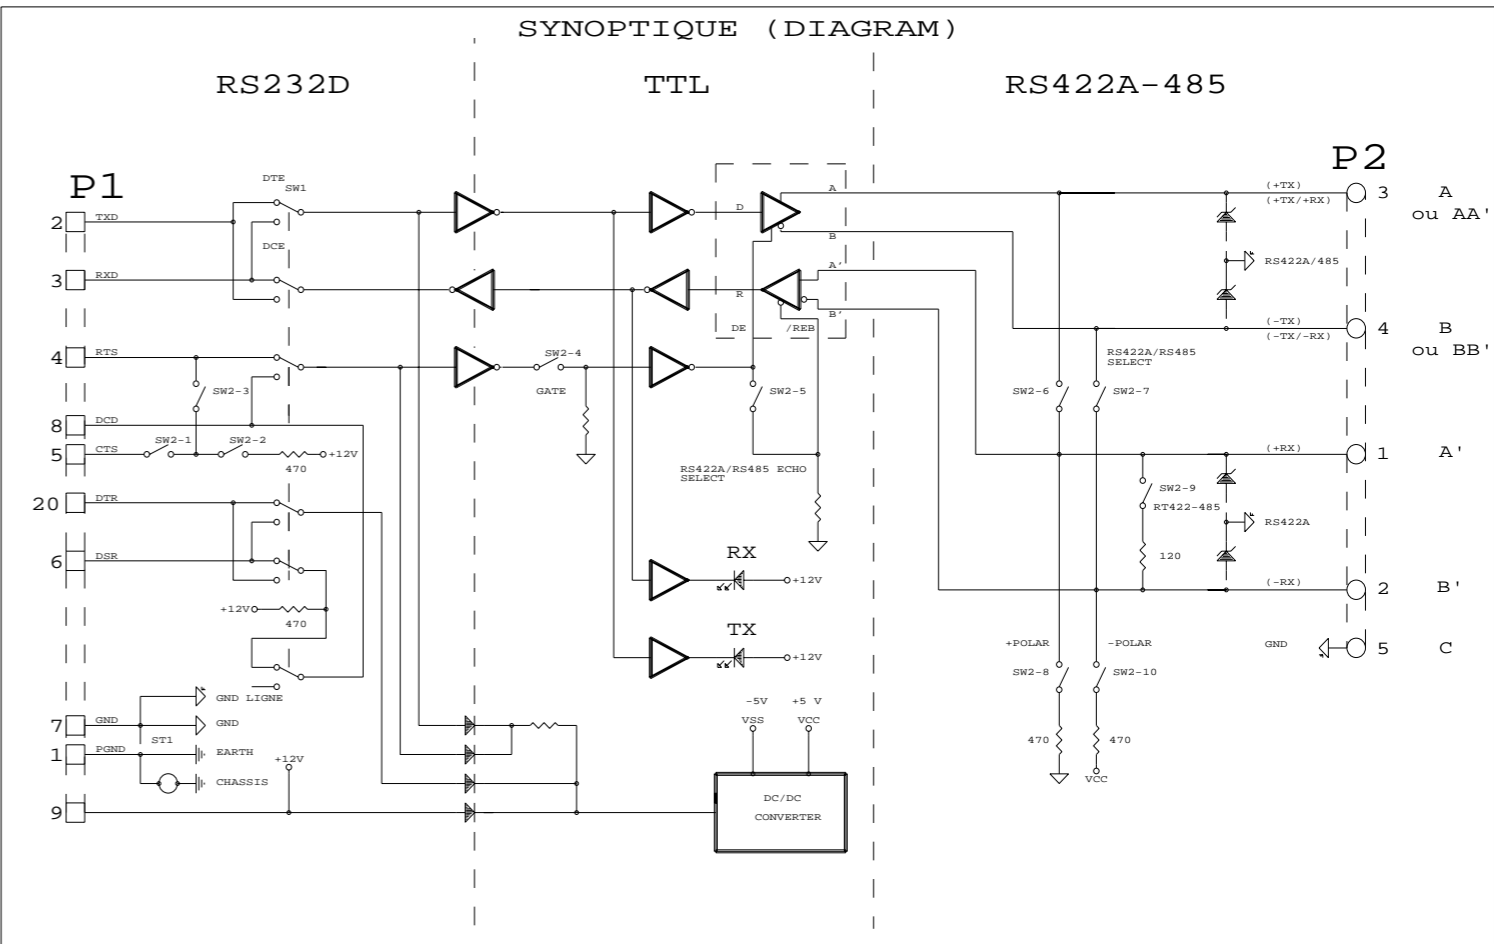 SYNOPTIQUE (DIAGRAM)
RS232D
TTL
RS422A-485
P1
P2
DTE
SW1
2
TXD
DCE
3
RXD
4
RTS
SW2-3
8
DCD
5
CTS
SW2-1
SW2-2
470
+12V
20
DTR
6
DSR
+12V
470
GND LIGNE
7
GND
GND
ST1
1
PGND
EARTH
+12V
CHASSIS
9
D
A
B
A'
R
B'
DE
/REB
SW2-4
GATE
SW2-5
RS422A/RS485 ECHO
SELECT
RX
+12V
TX
+12V
-5V
+5 V
VSS
VCC
DC/DC
CONVERTER
(+TX)
(+TX/+RX)
3
A
ou AA'
RS422A/485
(-TX)
(-TX/-RX)
4
B
ou BB'
RS422A/RS485
SELECT
SW2-6
SW2-7
(+RX)
1
A'
SW2-9
RT422-485
RS422A
120
(-RX)
2
B'
+POLAR
-POLAR
GND
5
C
SW2-8
SW2-10
470
470
VCC